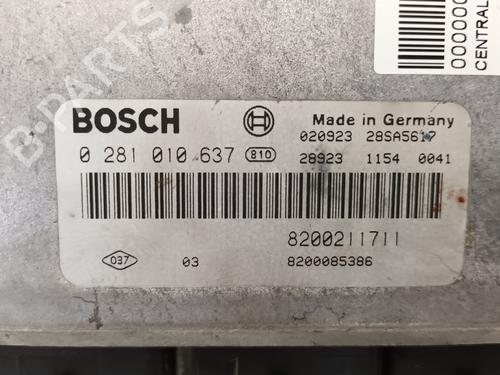 B-PARTS
000000
CENTRAL
BOSCH
Made in Germany
020923 28SA5617
0 281 010 637 810
28923 1154 0041
8200211711
037 03 8200085386